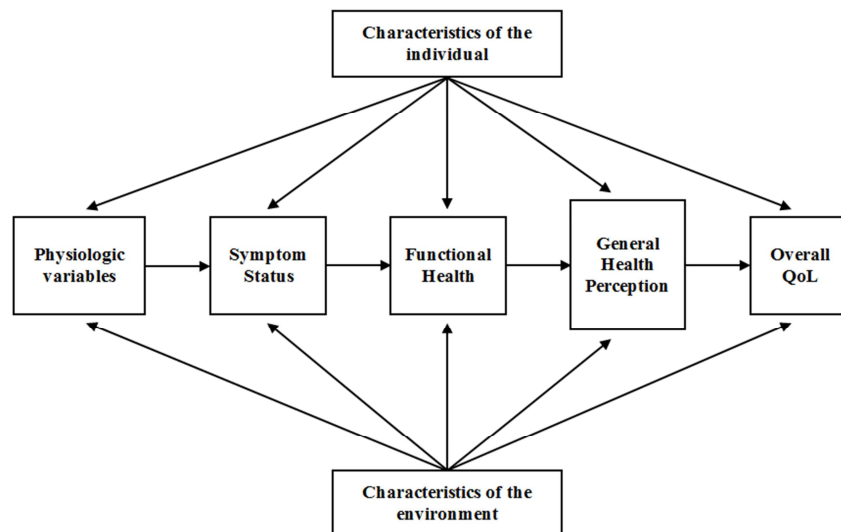 Characteristics of the
individual
Physiologic
variables
Symptom
Status
Functional
Health
General
Health
Perception
Overall
QoL
Characteristics of the
environment